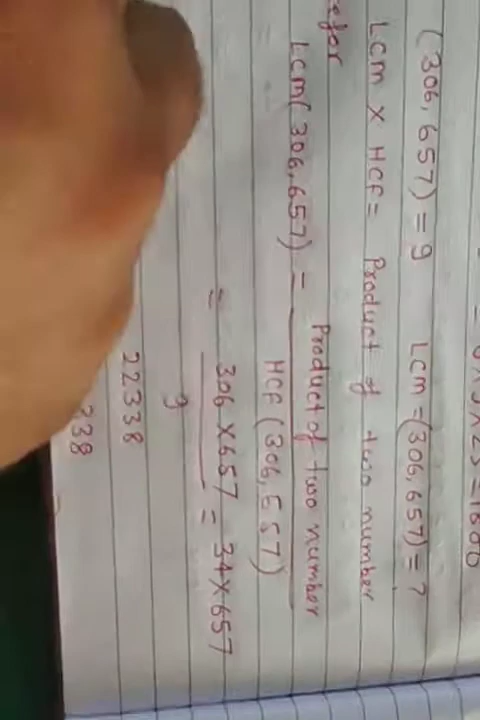 (306, 657) = 9 LCM = (306, 657) = ?
LCM X HCF = Product of two number
LCM(306, 657) = Product of two number
HCF (306, 657)
= 306 X 657 = 34 X 657
9
22338
338